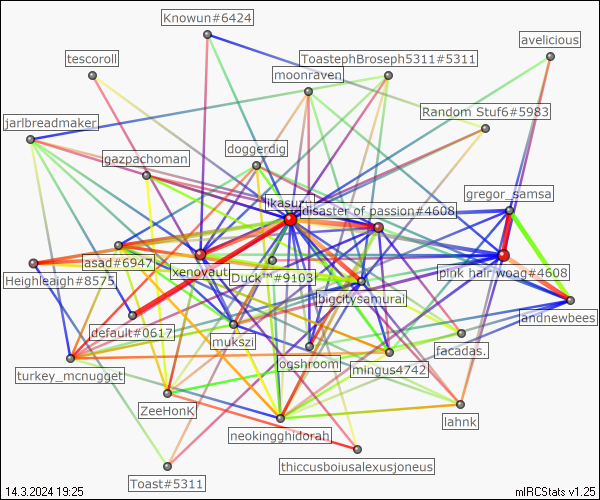 Knowun#6424
avelicious
tescoroll
ToastephBroseph5311#5311
moonraven
Random Stuf6#5983
jarlbreadmaker
doggerdig
gazpachoman
gregor_samsa
likasur
disaster of passion#4608
asad#6947
xenovaut
Duck™#9103
pink hair woag#4608
Heighleaigh#8575
bigcitysamurai
andnewbees
default#0617
mukszi
facadas.
ogshroom
mingus4742
turkey_mcnugget
ZeeHonK
lahnk
neokingghidorah
thiccusboiusalexusjoneus
Toast#5311
14.3.2024 19:25
mIRCStats v1.25